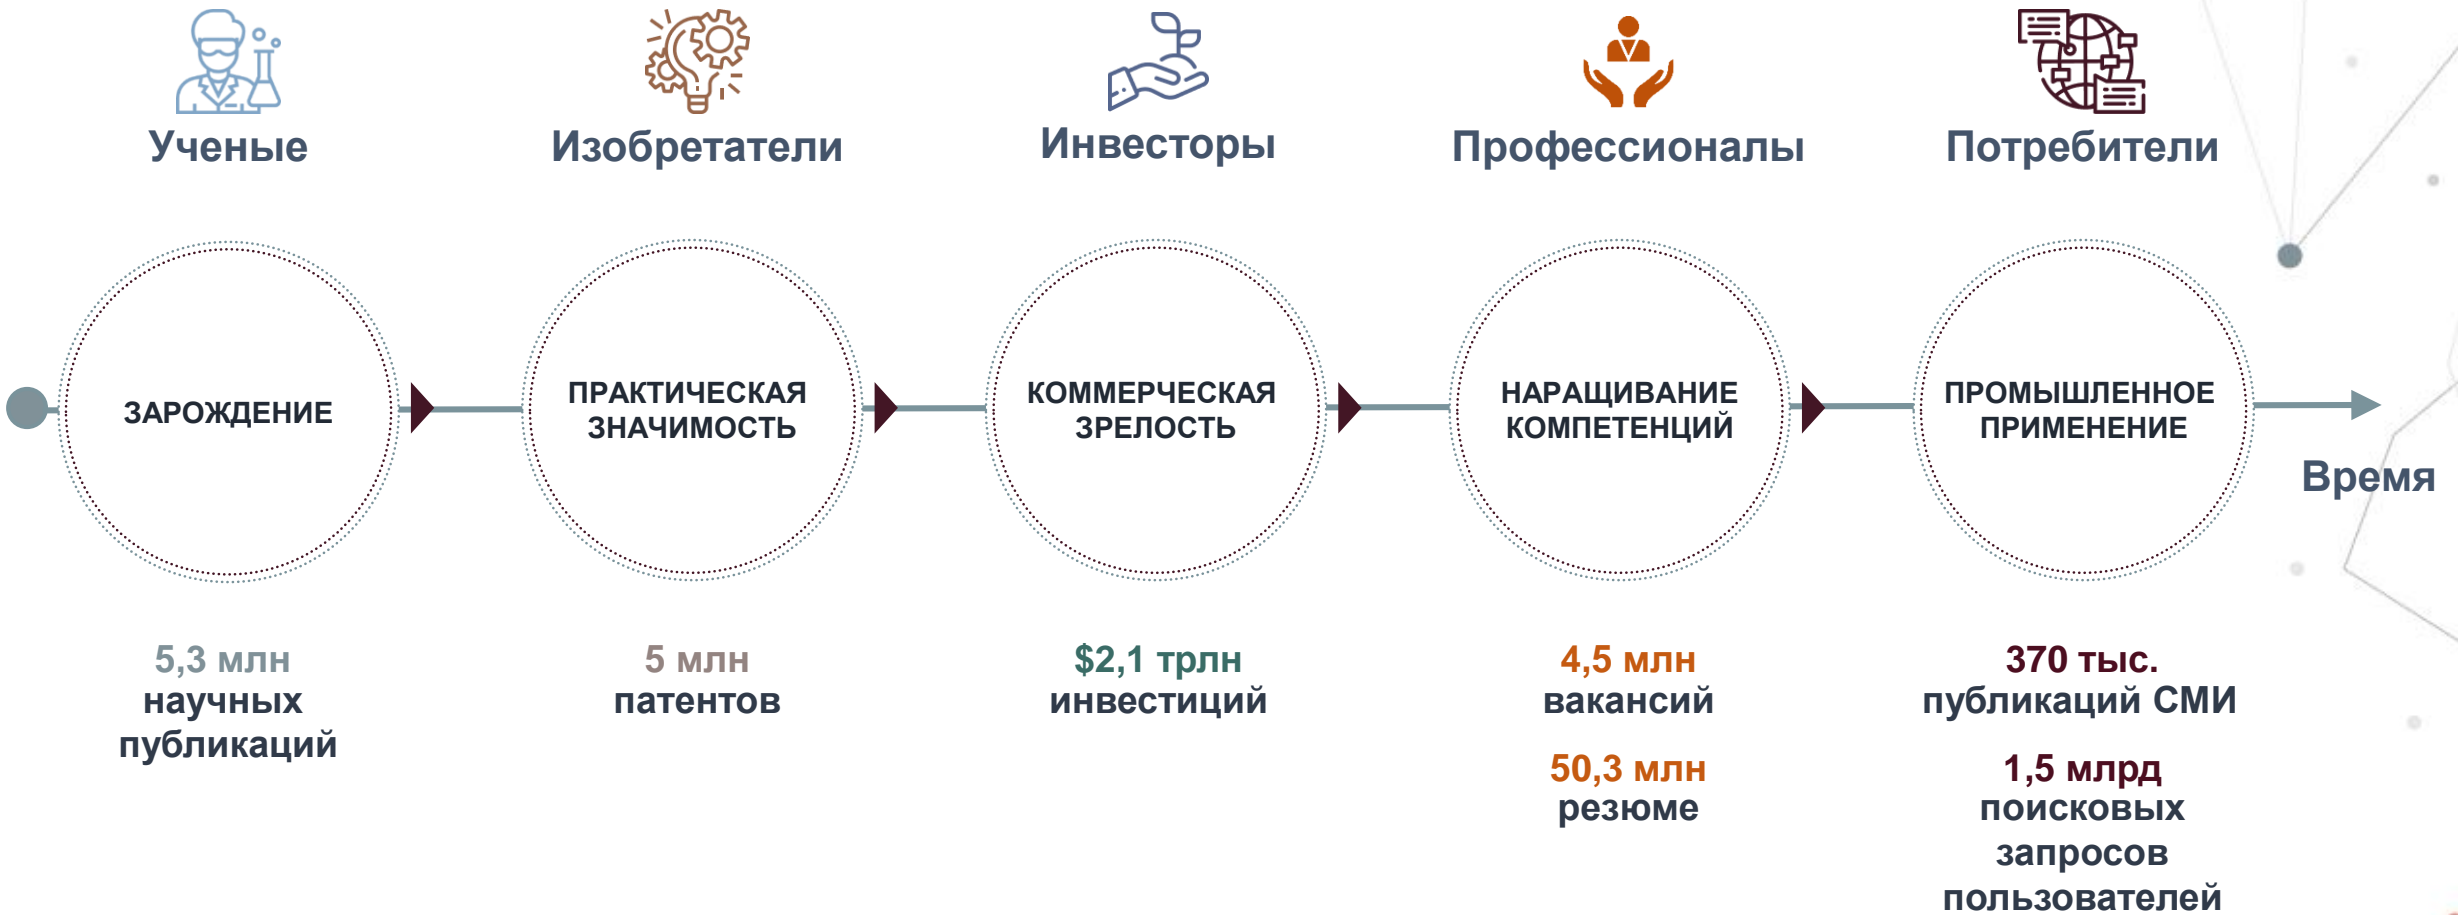 Ученые
Изобретатели
Инвесторы
Профессионалы
Потребители
ЗАРОЖДЕНИЕ
ПРАКТИЧЕСКАЯ
ЗНАЧИМОСТЬ
КОММЕРЧЕСКАЯ
ЗРЕЛОСТЬ
НАРАЩИВАНИЕ
КОМПЕТЕНЦИЙ
ПРОМЫШЛЕННОЕ
ПРИМЕНЕНИЕ
Время
5,3 млн
научных
публикаций
5 млн
патентов
$2,1 трлн
инвестиций
4,5 млн
вакансий
50,3 млн
резюме
370 тыс.
публикаций СМИ
1,5 млрд
поисковых
запросов
пользователей